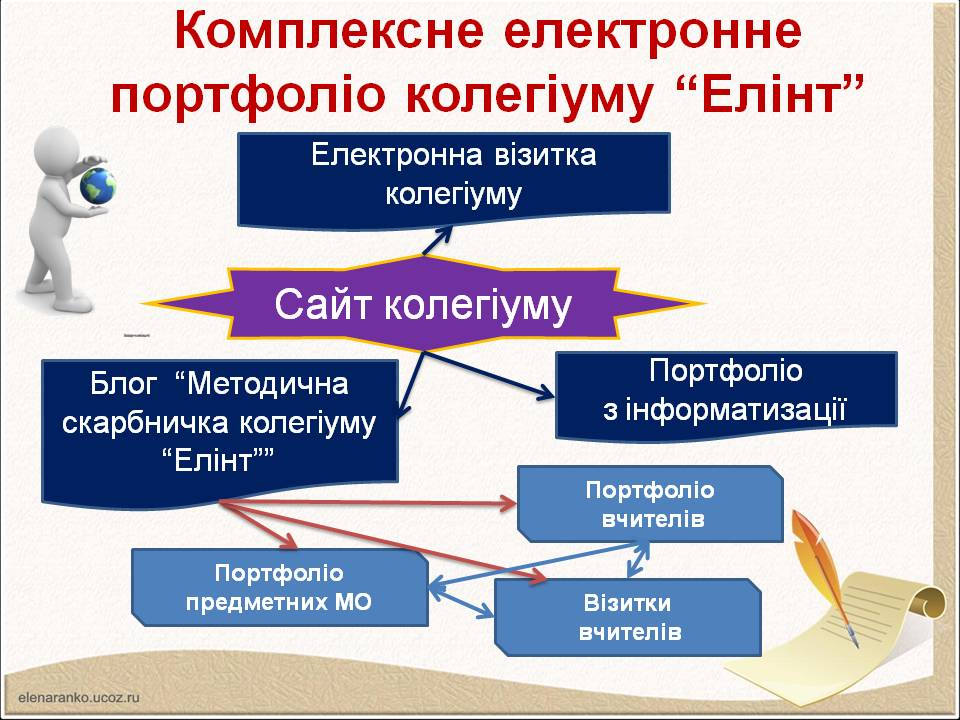 Комплексне електронне
портфоліо колегіуму “Елінт”
Електронна візитка
колегіуму
Сайт колегіуму
Блог “Методична
скарбничка колегіуму
“Елінт””
Портфоліо
з інформатизації
Портфоліо
вчителів
Портфоліо
предметних МО
Візитки
вчителів
elenaranko.ucoz.ru